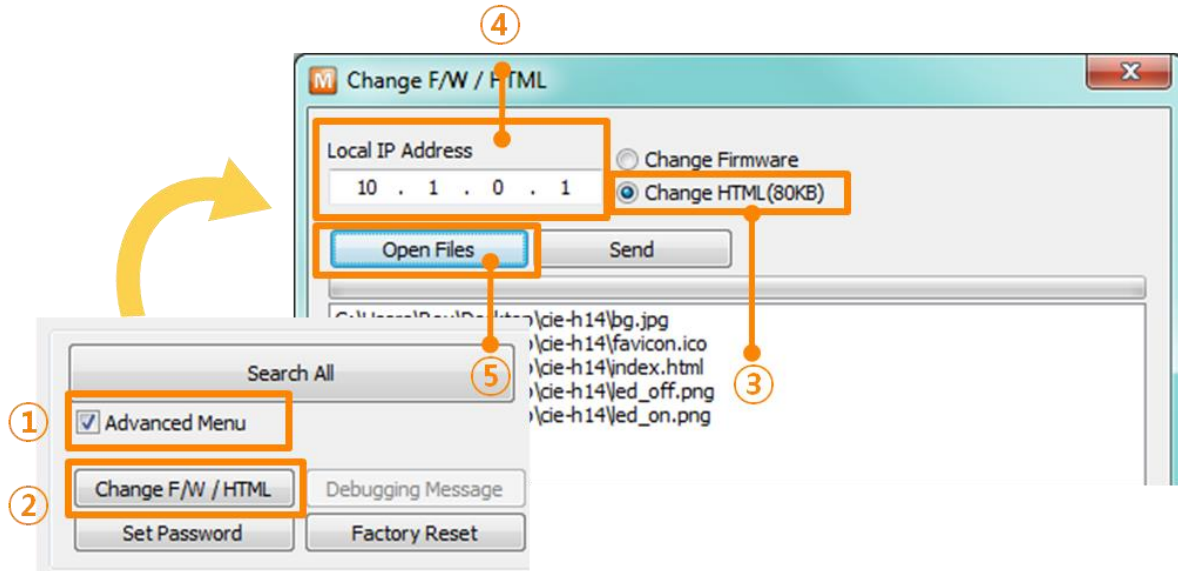 ④
M Change F/W / HTML
Local IP Address
10 . 1 . 0 . 1
Change Firmware
Change HTML(80KB)
Open Files
Send
\cie-h14\bg.jpg
\cie-h14\favicon.ico
\cie-h14\index.html
\cie-h14\led_off.png
\cie-h14\led_on.png
③
Search All
⑤
① Advanced Menu
② Change F/W / HTML
Debugging Message
Set Password
Factory Reset